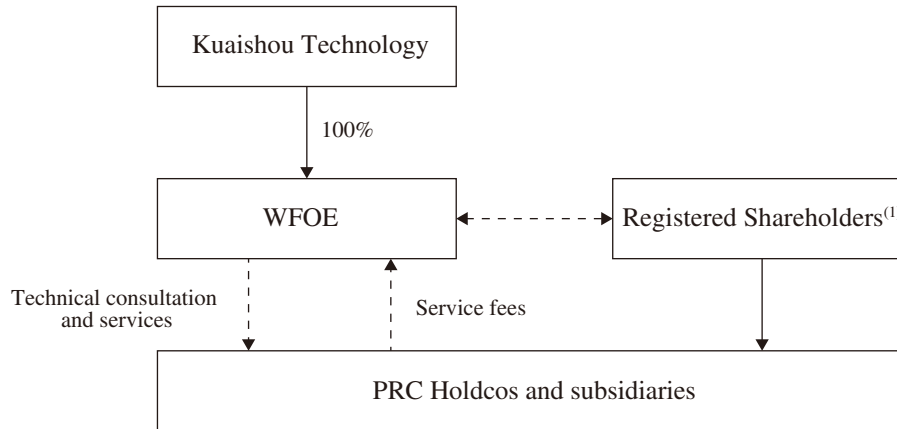 Kuaishou Technology
100%
WFOE
Registered Shareholders(1)
Technical consultation
and services
Service fees
PRC Holdcos and subsidiaries